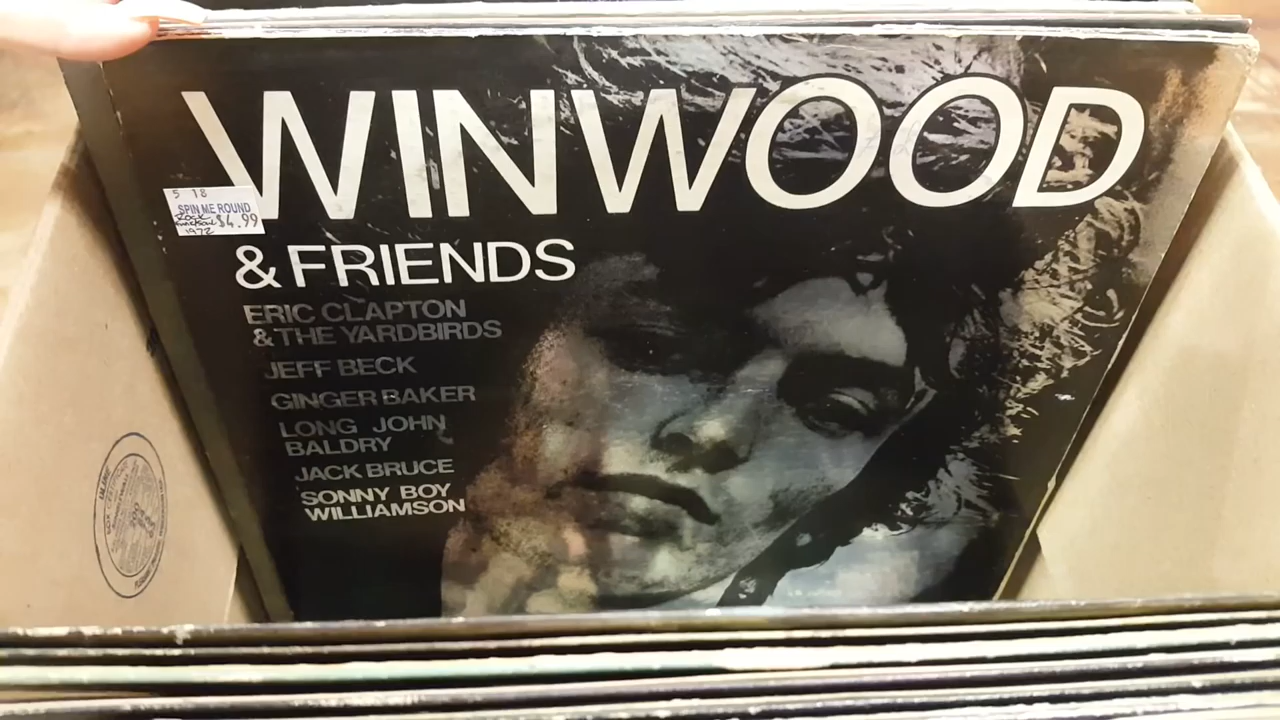 WINWOOD
5 18
SPIN ME ROUND
$4.99
1972
& FRIENDS
ERIC CLAPTON
& THE YARDBIRDS
JEFF BECK
GINGER BAKER
LONG JOHN
BALDRY
JACK BRUCE
SONNY BOY
WILLIAMSON